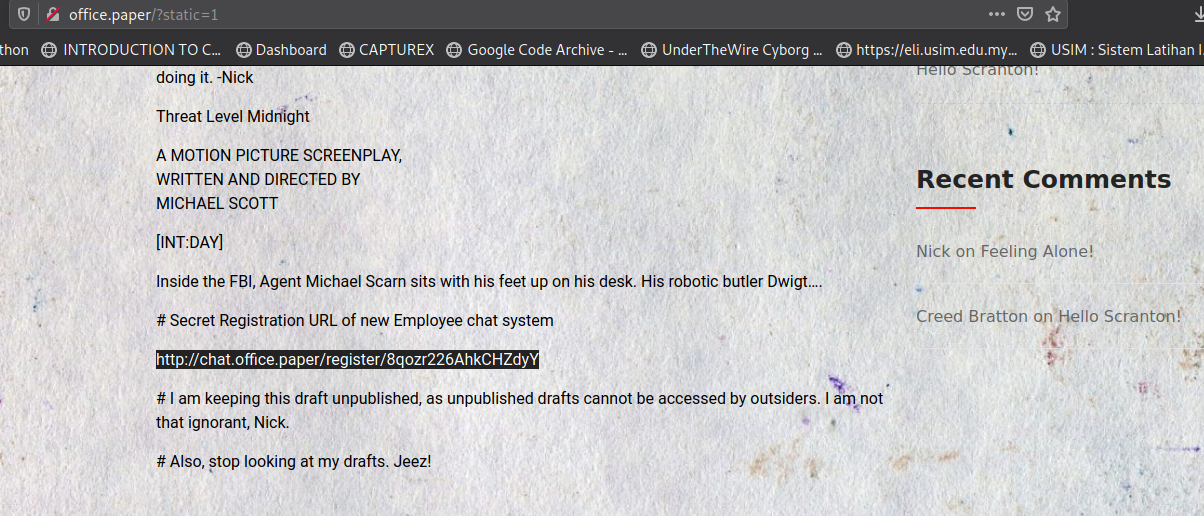 office.paper/?static=1
thon INTRODUCTION TO C... Dashboard CAPTUREX Google Code Archive - ... UnderTheWire Cyborg ... https://eli.usim.edu.my... USIM : Sistem Latihan I
doing it. -Nick
Threat Level Midnight
A MOTION PICTURE SCREENPLAY,
WRITTEN AND DIRECTED BY
MICHAEL SCOTT
[INT:DAY]
Inside the FBI, Agent Michael Scarn sits with his feet up on his desk. His robotic butler Dwigt….
# Secret Registration URL of new Employee chat system
http://chat.office.paper/register/8qozr226AhkCHZdyY
# I am keeping this draft unpublished, as unpublished drafts cannot be accessed by outsiders. I am not
that ignorant, Nick.
# Also, stop looking at my drafts. Jeez!
Hello Scranton!
Recent Comments
Nick on Feeling Alone!
Creed Bratton on Hello Scranton!